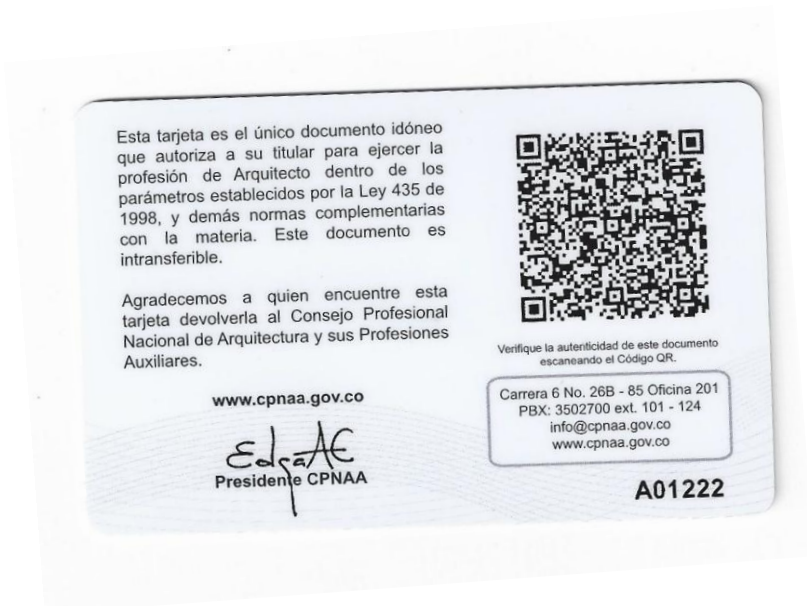 Esta tarjeta es el único documento idóneo
que autoriza a su titular para ejercer la
profesión de Arquitecto dentro de los
parámetros establecidos por la Ley 435 de
1998, y demás normas complementarias
con la materia. Este documento es
intransferible.
Agradecemos a quien encuentre esta
tarjeta devolverla al Consejo Profesional
Nacional de Arquitectura y sus Profesiones
Auxiliares.
www.cpnaa.gov.co
Presidente CPNAA
Verifique la autenticidad de este documento
escaneando el Código QR.
Carrera 6 No. 26B - 85 Oficina 201
PBX: 3502700 ext. 101 - 124
info@cpnaa.gov.co
www.cpnaa.gov.co
A01222